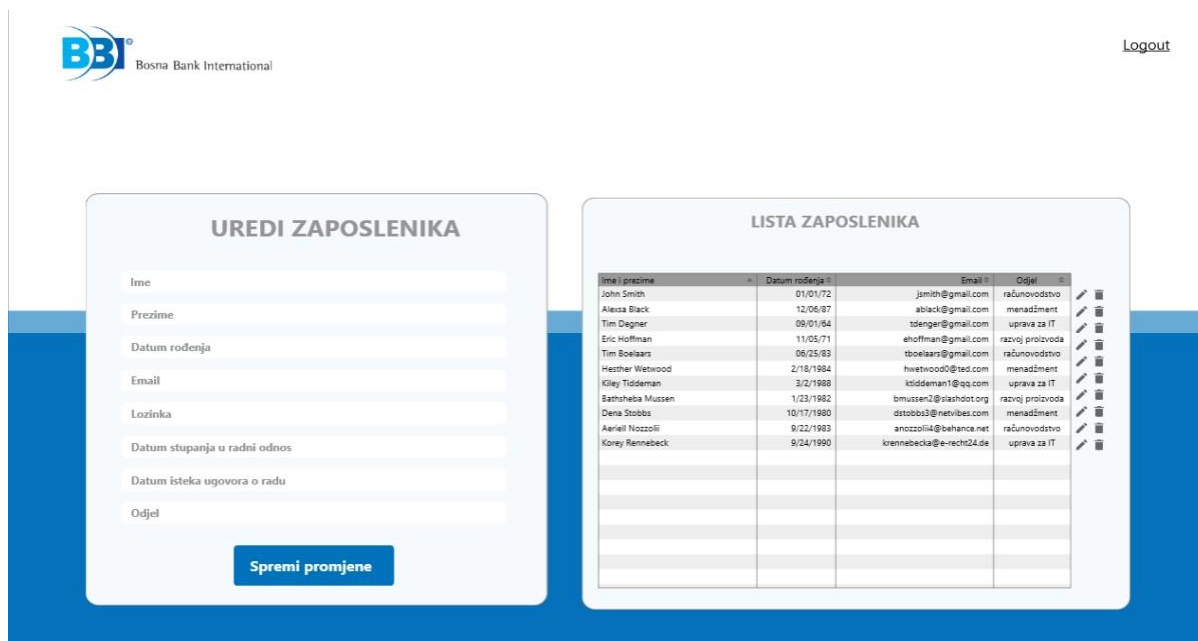 BBI®
Bosna Bank International
Logout
UREDI ZAPOSLENIKA
Ime
Prezime
Datum rođenja
Email
Lozinka
Datum stupanja u radni odnos
Datum isteka ugovora o radu
Odjel
Spremi promjene
LISTA ZAPOSLENIKA
Ime i prezime Datum rođenja Email Odjel
John Smith 01/01/72 jsmith@gmail.com računovodstvo
Alexsa Black 12/06/87 ablack@gmail.com menadžment
Tim Degner 09/01/64 tdenger@gmail.com uprava za IT
Eric Hoffman 11/05/71 ehoffman@gmail.com razvoj proizvoda
Tim Boelaars 06/25/83 tboelaars@gmail.com računovodstvo
Hesther Wetwood 2/18/1984 hwetwood0@ted.com menadžment
Kiley Tiddeman 3/2/1988 ktiddeman1@qq.com uprava za IT
Bathsheba Mussen 1/23/1982 bmussen2@slashdot.org razvoj proizvoda
Dena Stobbs 10/17/1980 dstobbs3@netvibes.com menadžment
Aeriell Nozzolii 9/22/1983 anozzolii4@behance.net računovodstvo
Korey Rennebeck 9/24/1990 krennebecka@e-recht24.de uprava za IT